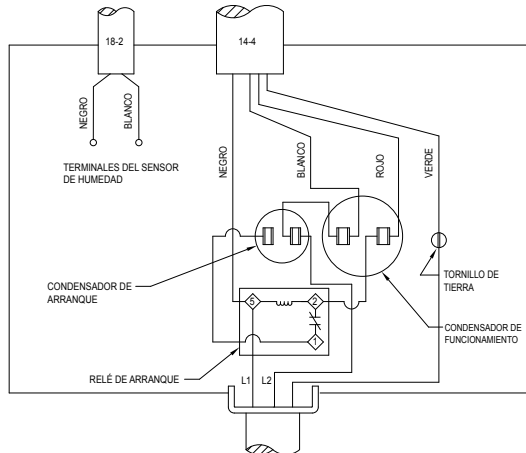 18-2
14-4
NEGRO
BLANCO
NEGRO
BLANCO
ROJO
VERDE
TERMINALES DEL SENSOR
DE HUMEDAD
CONDENSADOR DE
ARRANQUE
TORNILLO DE
TIERRA
5
2
1
CONDENSADOR DE
FUNCIONAMIENTO
RELÉ DE ARRANQUE
L1
L2